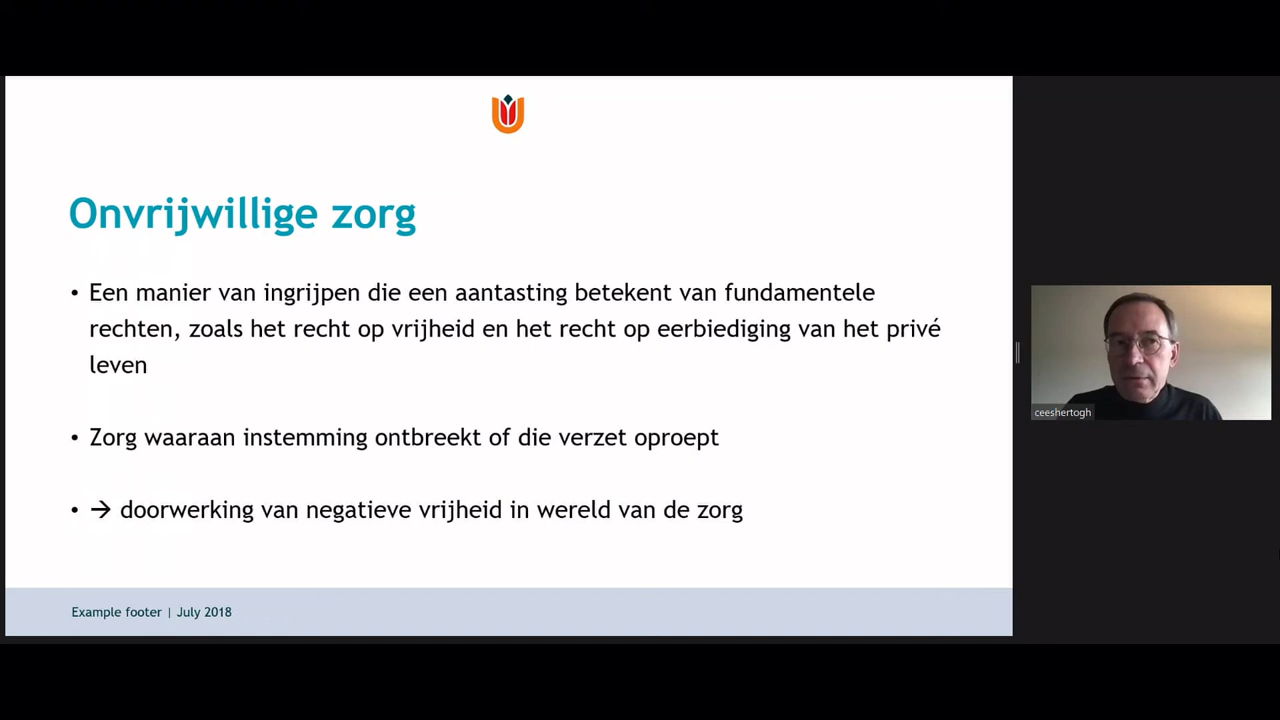 Onvrijwillige zorg
• Een manier van ingrijpen die een aantasting betekent van fundamentele
rechten, zoals het recht op vrijheid en het recht op eerbiediging van het privé
leven
• Zorg waaraan instemming ontbreekt of die verzet oproept
• → doorwerking van negatieve vrijheid in wereld van de zorg
Example footer | July 2018
ceeshertogh